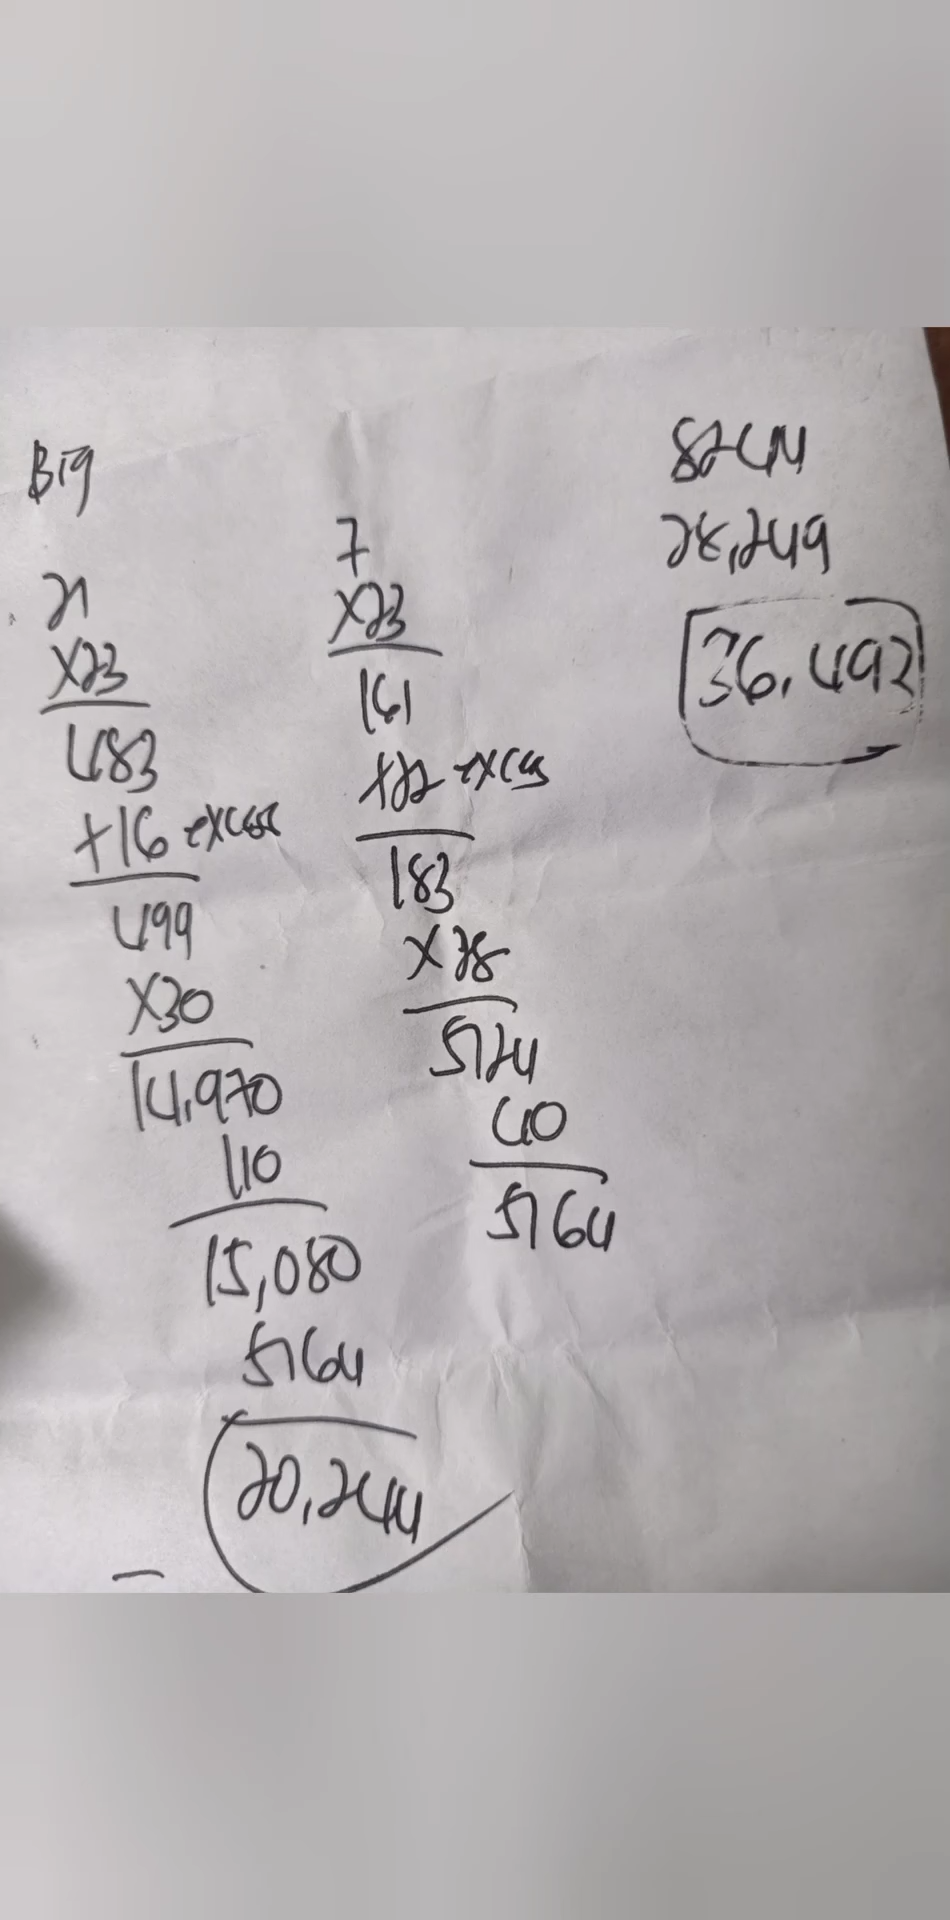 Big
21
X23
483
+16 excess
499
X30
14,970
110
15,080
5164
20,244
7
X23
161
+22 excess
183
X28
5124
40
5164
8244
28,249
36,492